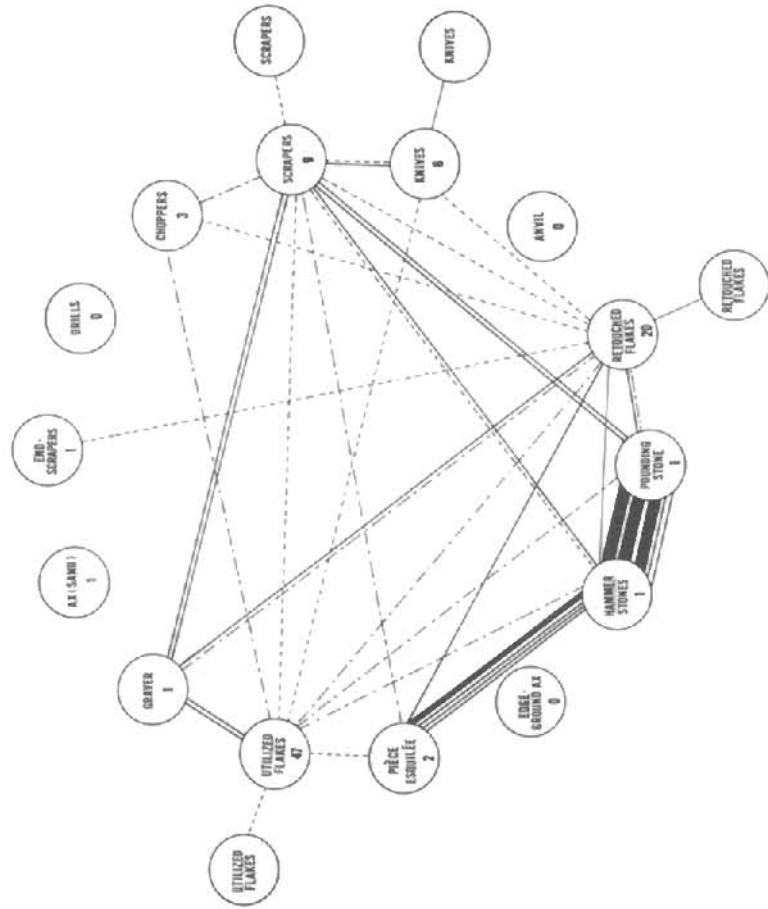 END-
SCRAPERS
1
AX (SAND)
1
DRILLS
0
GRAVER
1
CHOPPERS
3
UTILIZED
FLAKES
SCRAPERS
UTILIZED
FLAKES
47
SCRAPERS
9
PIÈCE
ESQUILÉE
2
KNIVES
6
KNIVES
EDGE-
GROUND AX
0
ANVIL
0
HAMMER
STONES
1
RETOUCHED
FLAKES
20
POUNDING
STONE
1
RETOUCHED
FLAKES